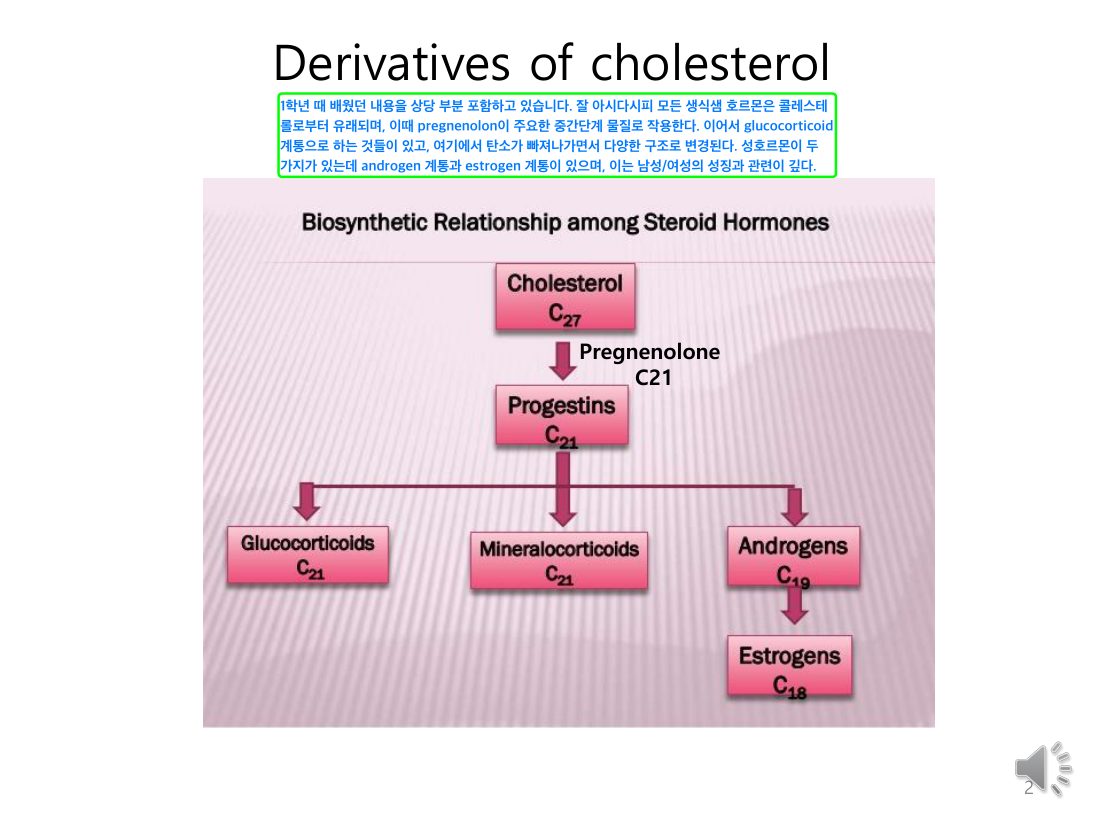 Derivatives of cholesterol
1학년 때 배웠던 내용을 상당 부분 포함하고 있습니다. 잘 아시다시피 모든 생식샘 호르몬은 콜레스테
롤로부터 유래되며, 이때 pregnenolon이 주요한 중간단계 물질로 작용한다. 이어서 glucocorticoid
계통으로 하는 것들이 있고, 여기에서 탄소가 빠져나가면서 다양한 구조로 변경된다. 성호르몬이 두
가지가 있는데 androgen 계통과 estrogen 계통이 있으며, 이는 남성/여성의 성징과 관련이 깊다.
Biosynthetic Relationship among Steroid Hormones
Cholesterol
C27
Pregnenolone
C21
Progestins
C21
Glucocorticoids
C21
Mineralocorticoids
C21
Androgens
C19
Estrogens
C18
2